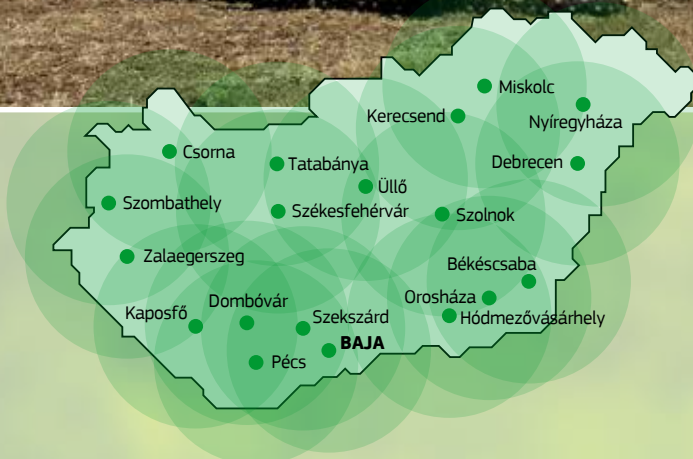 Miskolc
Kerecsend
Nyíregyháza
Csorna
Tatabánya
Debrecen
Üllő
Szombathely
Székesfehérvár
Szolnok
Zalaegerszeg
Békéscsaba
Dombóvár
Orosháza
Kaposfő
Szekszárd
Hódmezővásárhely
BAJA
Pécs